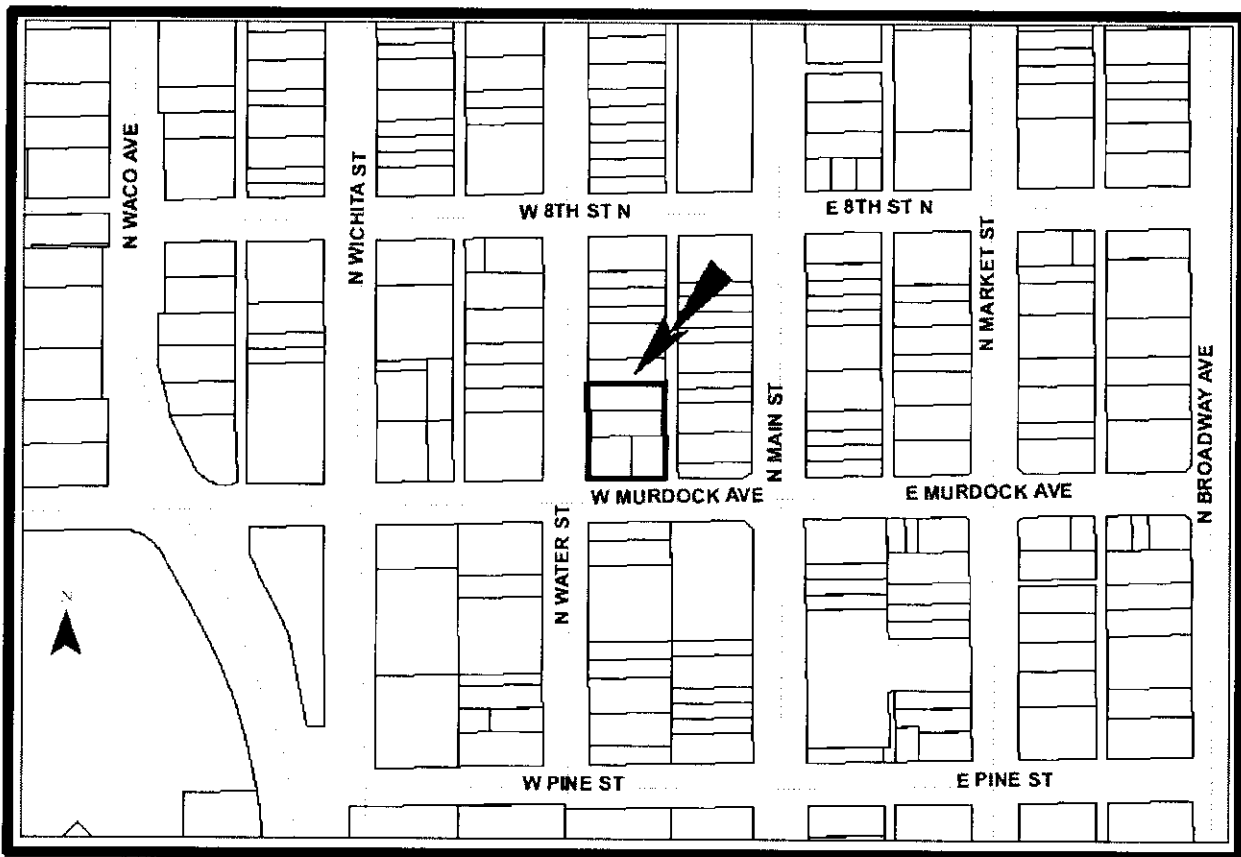 N WACO AVE
N WICHITA ST
W 8TH ST N
E 8TH ST N
N MARKET ST
N MAIN ST
N BROADWAY AVE
W MURDOCK AVE
E MURDOCK AVE
N WATER ST
N
W PINE ST
E PINE ST